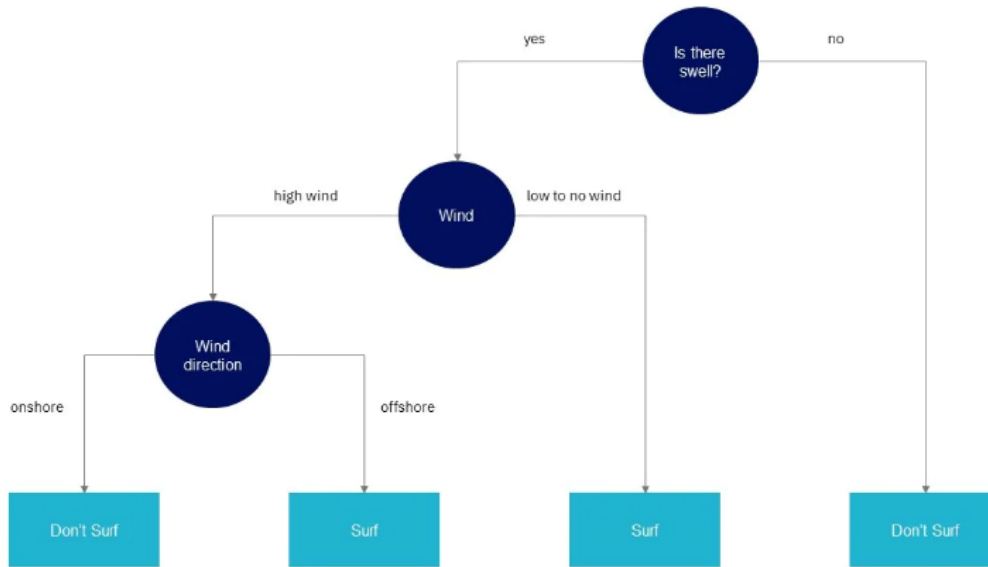 yes
Is there
swell?
no
high wind
Wind
low to no wind
Wind
direction
onshore
offshore
Don't Surf
Surf
Surf
Don't Surf